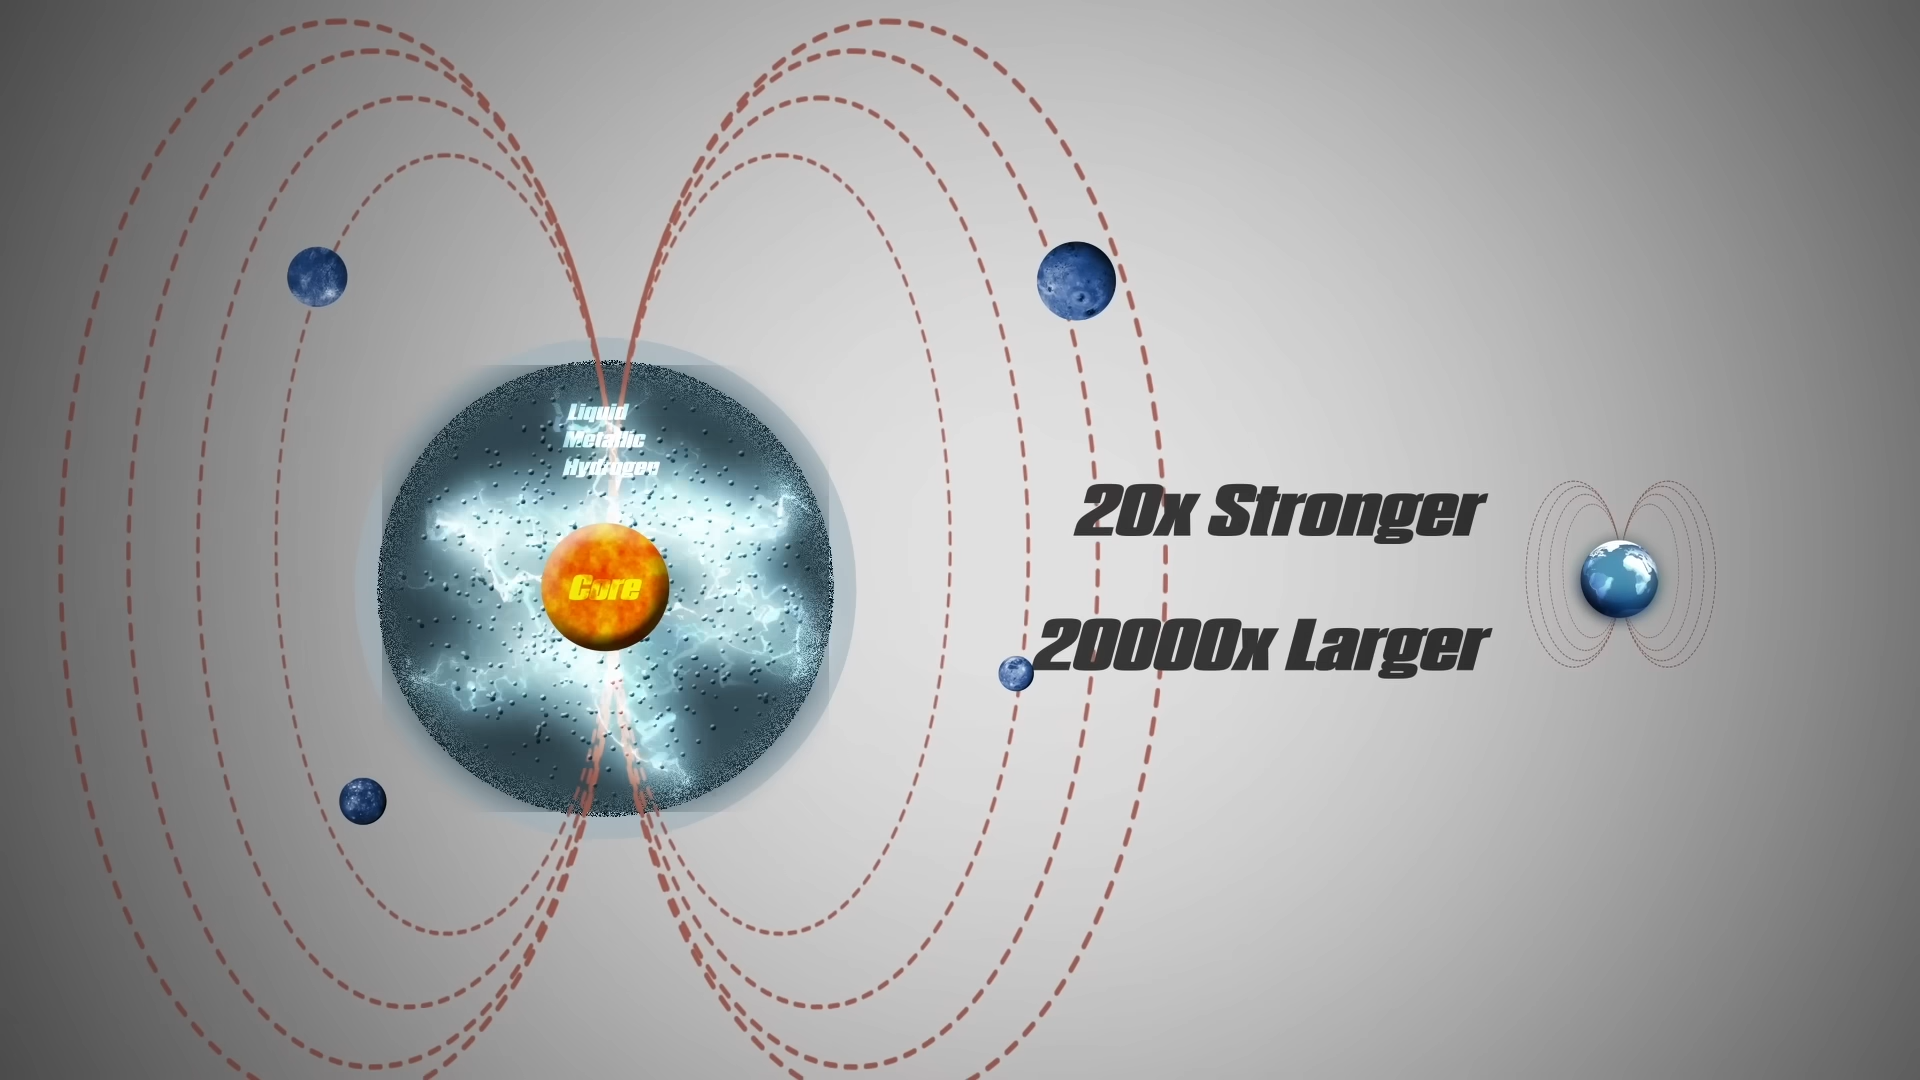 Liquid
Metallic
Hydrogen
Core
20x Stronger
20000x Larger